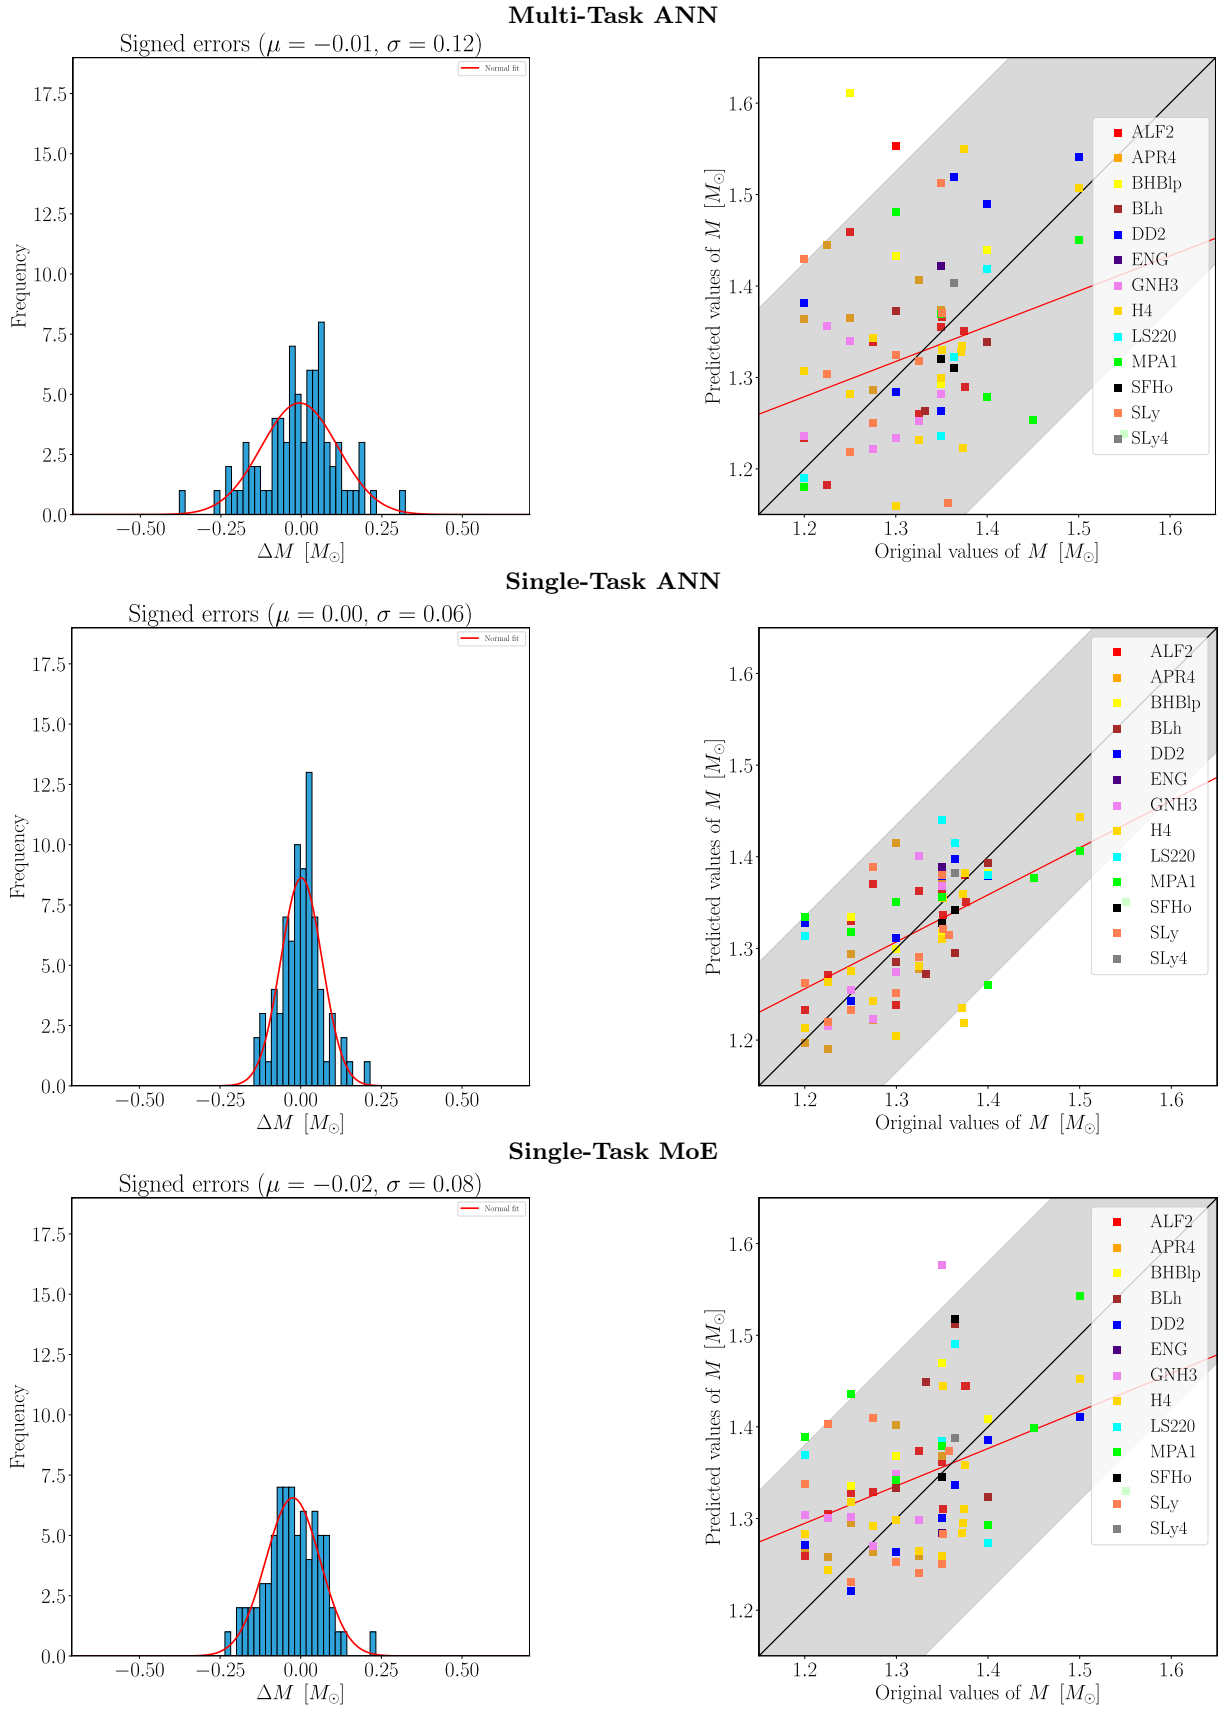 Multi-Task ANN
Signed errors (μ = −0.01, σ = 0.12)
Normal fit
Frequency
17.5
15.0
12.5
10.0
7.5
5.0
2.5
0.0
−0.50 −0.25 0.00 0.25 0.50
ΔM [M⊙]
Predicted values of M [M⊙]
1.6
1.5
1.4
1.3
1.2
1.2 1.3 1.4 1.5 1.6
Original values of M [M⊙]
ALF2
APR4
BHBlp
BLh
DD2
ENG
GNH3
H4
LS220
MPA1
SFHo
SLy
SLy4
Single-Task ANN
Signed errors (μ = 0.00, σ = 0.06)
Normal fit
Frequency
17.5
15.0
12.5
10.0
7.5
5.0
2.5
0.0
−0.50 −0.25 0.00 0.25 0.50
ΔM [M⊙]
Predicted values of M [M⊙]
1.6
1.5
1.4
1.3
1.2
1.2 1.3 1.4 1.5 1.6
Original values of M [M⊙]
ALF2
APR4
BHBlp
BLh
DD2
ENG
GNH3
H4
LS220
MPA1
SFHo
SLy
SLy4
Single-Task MoE
Signed errors (μ = −0.02, σ = 0.08)
Normal fit
Frequency
17.5
15.0
12.5
10.0
7.5
5.0
2.5
0.0
−0.50 −0.25 0.00 0.25 0.50
ΔM [M⊙]
Predicted values of M [M⊙]
1.6
1.5
1.4
1.3
1.2
1.2 1.3 1.4 1.5 1.6
Original values of M [M⊙]
ALF2
APR4
BHBlp
BLh
DD2
ENG
GNH3
H4
LS220
MPA1
SFHo
SLy
SLy4